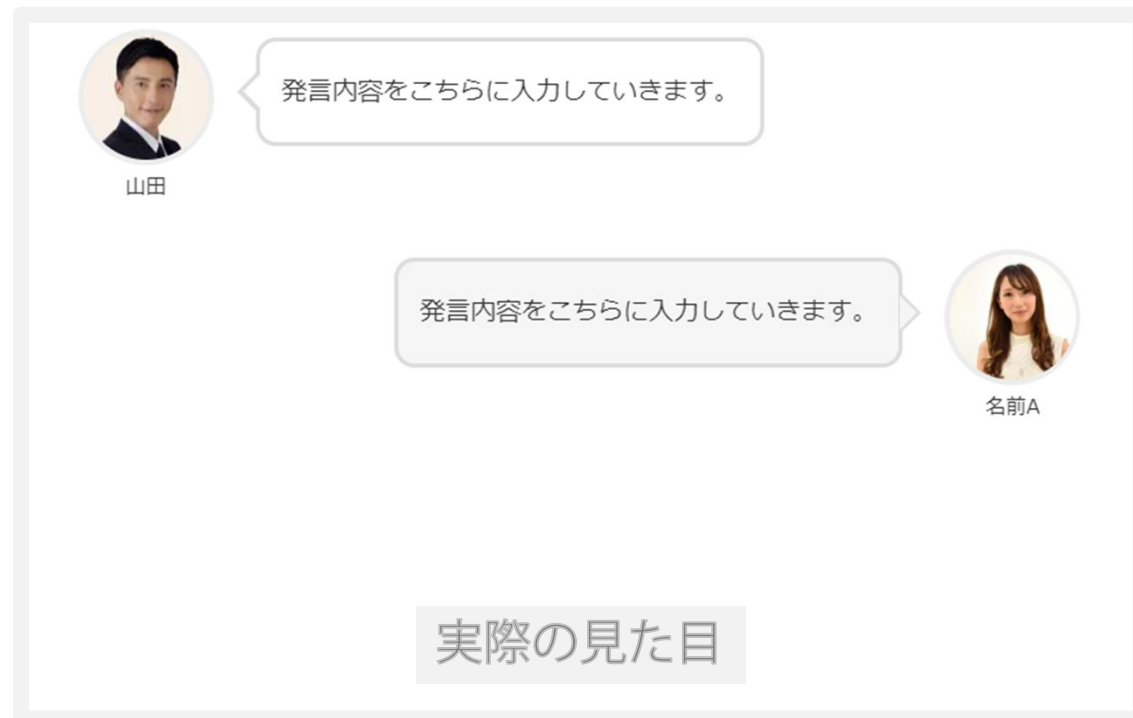 発言内容をこちらに入力していきます。
山田
発言内容をこちらに入力していきます。
名前A
実際の見た目